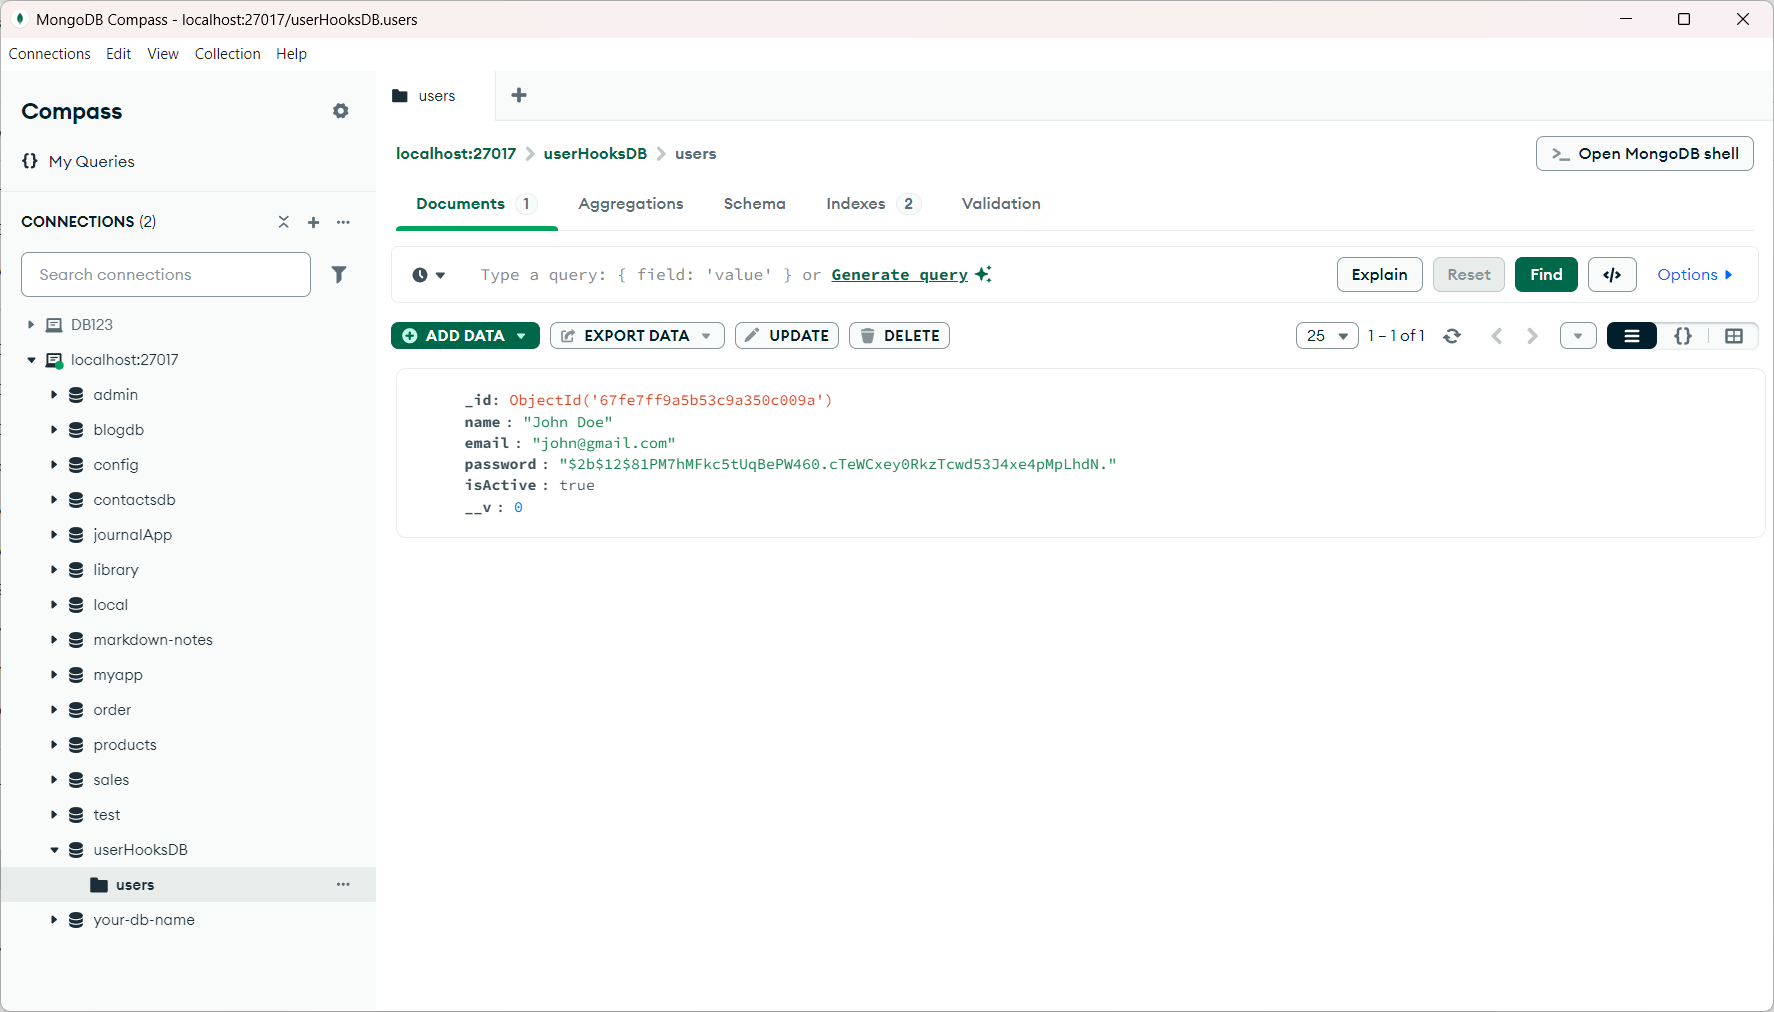 MongoDB Compass - localhost:27017/userHooksDB.users
Connections Edit View Collection Help
Compass
My Queries
CONNECTIONS (2)
Search connections
DB123
localhost:27017
admin
blogdb
config
contactsdb
journalApp
library
local
markdown-notes
myapp
order
products
sales
test
userHooksDB
users
your-db-name
users
localhost:27017 > userHooksDB > users
>_ Open MongoDB shell
Documents 1 Aggregations Schema Indexes 2 Validation
Type a query: { field: 'value' } or Generate query
Explain Reset Find </> Options
ADD DATA EXPORT DATA UPDATE DELETE
25 1 – 1 of 1 {}
_id: ObjectId('67fe7ff9a5b53c9a350c009a')
name : "John Doe"
email : "john@gmail.com"
password : "$2b$12$81PM7hMFkc5tUqBePW460.cTeWCxey0RkzTcwd53J4xe4pMpLhdN."
isActive : true
__v : 0